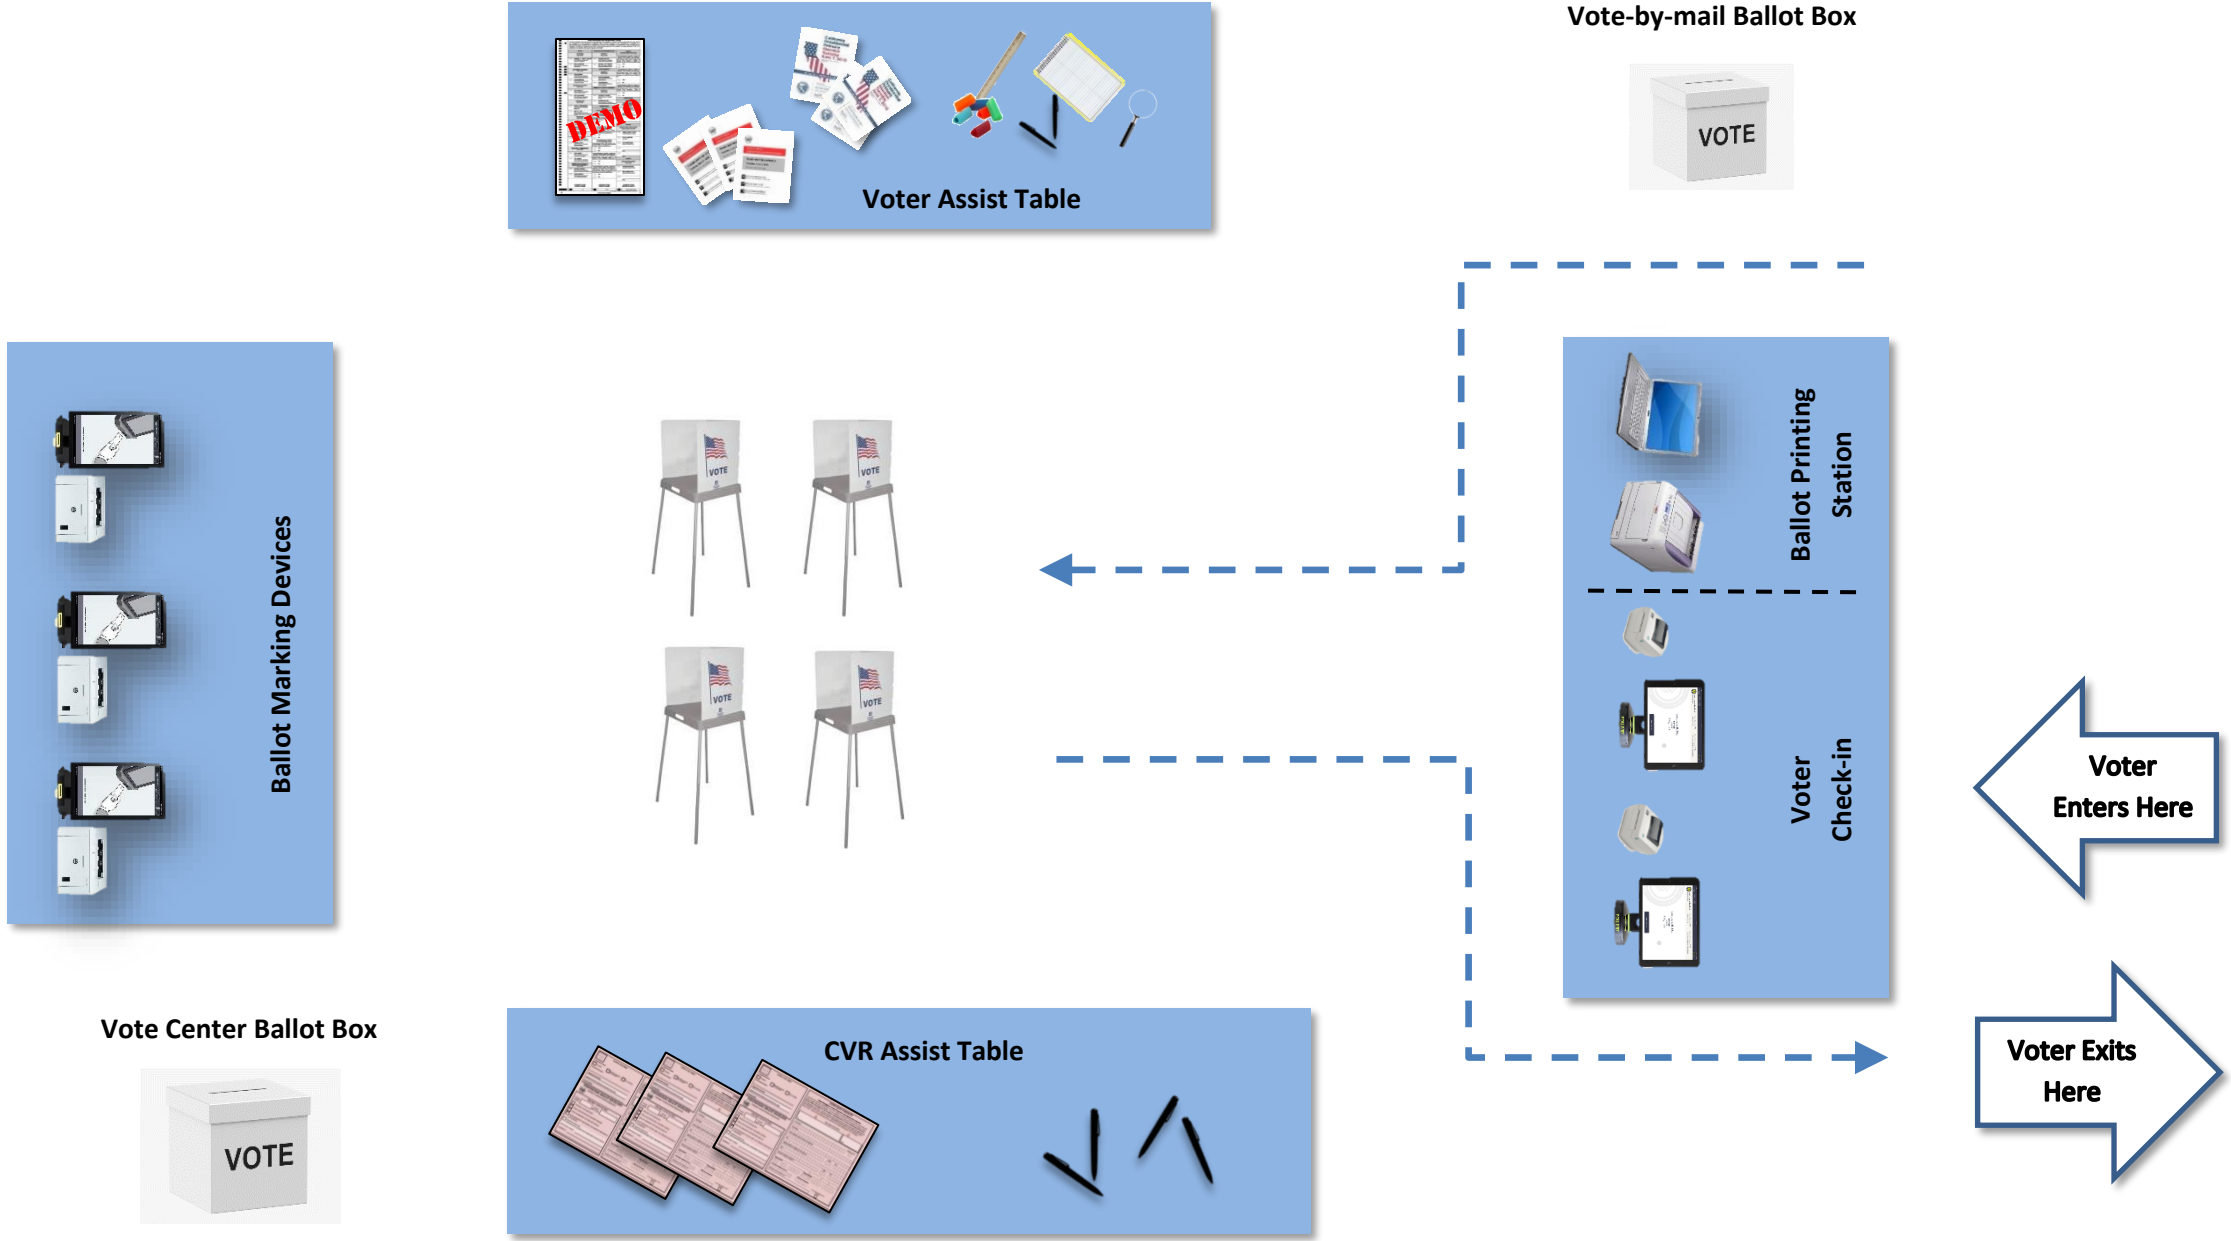 Vote-by-mail Ballot Box
VOTE
DEMO
Voter Assist Table
Ballot Printing
Station
VOTE
VOTE
Ballot Marking Devices
VOTE
VOTE
Voter
Check-in
Voter
Enters Here
Vote Center Ballot Box
VOTE
CVR Assist Table
Voter Exits
Here